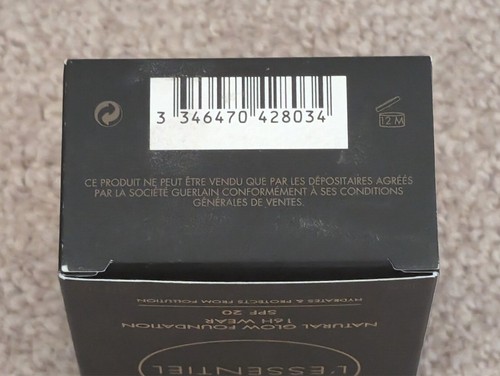 3 346470 428034
12 M
CE PRODUIT NE PEUT ÊTRE VENDU QUE PAR LES DÉPOSITAIRES AGRÉÉS
PAR LA SOCIÉTÉ GUERLAIN CONFORMÉMENT À SES CONDITIONS
GÉNÉRALES DE VENTES.
L'ESSENTIEL
NATURAL GLOW FOUNDATION
16H WEAR
SPF 20
HYDRATES & PROTECTS FROM POLLUTION